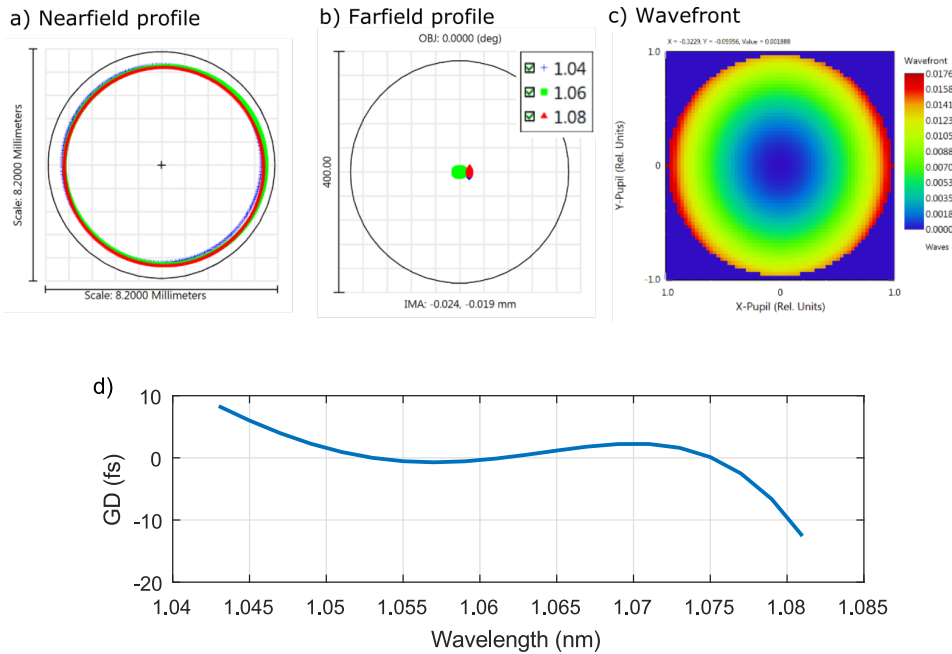 a) Nearfield profile
Scale: 8.2000 Millimeters
Scale: 8.2000 Millimeters
b) Farfield profile
OBJ: 0.0000 (deg)
+ 1.04
1.06
1.08
400.00
IMA: -0.024, -0.019 mm
c) Wavefront
X = -0.3229, Y = -0.05956, Value = 0.001888
1.0
0
-1.0
Y-Pupil (Rel. Units)
1.0
0
1.0
X-Pupil (Rel. Units)
Wavefront
0.0176
0.0158
0.0141
0.0123
0.0106
0.0088
0.0070
0.0053
0.0035
0.0017
0.0000
Waves
d)
GD (fs)
10
0
-10
-20
1.04 1.045 1.05 1.055 1.06 1.065 1.07 1.075 1.08 1.085
Wavelength (nm)